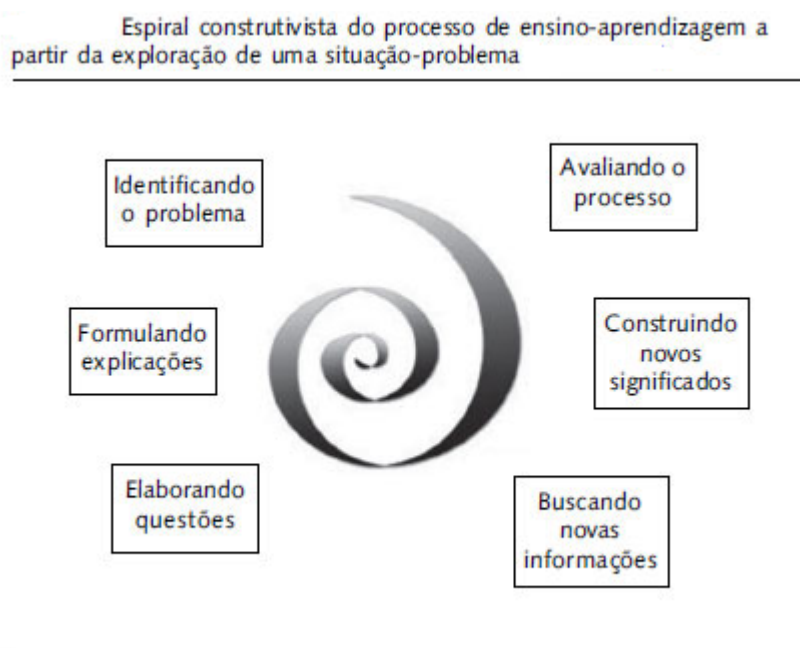 Espiral construtivista do processo de ensino-aprendizagem a
partir da exploração de uma situação-problema
Identificando
o problema
Formulando
explicações
Elaborando
questões
Buscando
novas
informações
Construindo
novos
significados
Avaliando o
processo